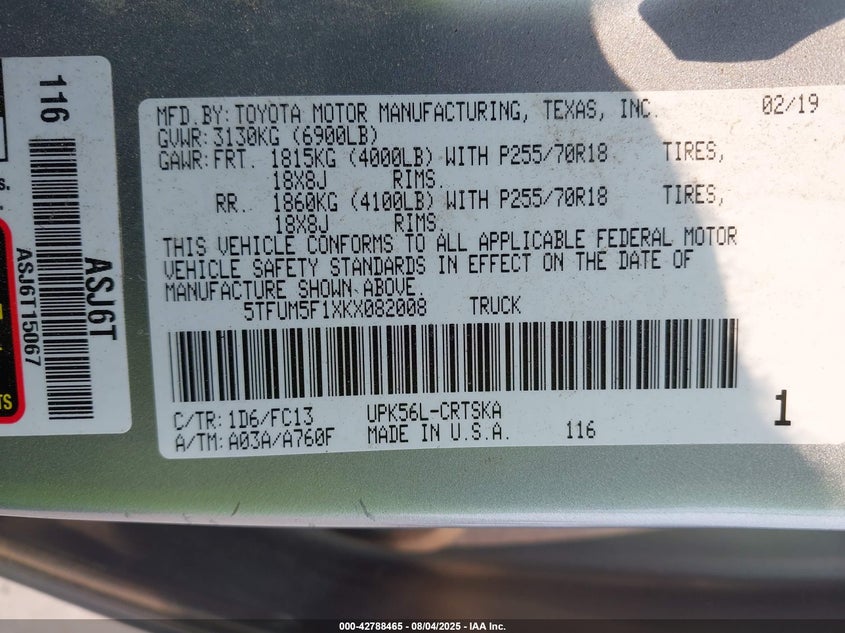 116
ASJ6T
ASJ6T15067
s.
TS
MFD.BY:TOYOTA MOTOR MANUFACTURING, TEXAS, INC. 02/19
GVWR:3130KG (6900LB)
GAWR:FRT. 1815KG (4000LB) WITH P255/70R18 TIRES,
18X8J RIMS.
RR. 1860KG (4100LB) WITH P255/70R18 TIRES,
18X8J RIMS.
THIS VEHICLE CONFORMS TO ALL APPLICABLE FEDERAL MOTOR
VEHICLE SAFETY STANDARDS IN EFFECT ON THE DATE OF
MANUFACTURE SHOWN ABOVE.
5TFUM5F1XKX082008 TRUCK
C/TR:1D6/FC13 UPK56L-CRTSKA
A/TM:A03A/A760F MADE IN U.S.A. 116
1
000-42788465 - 08/04/2025 - IAA Inc.